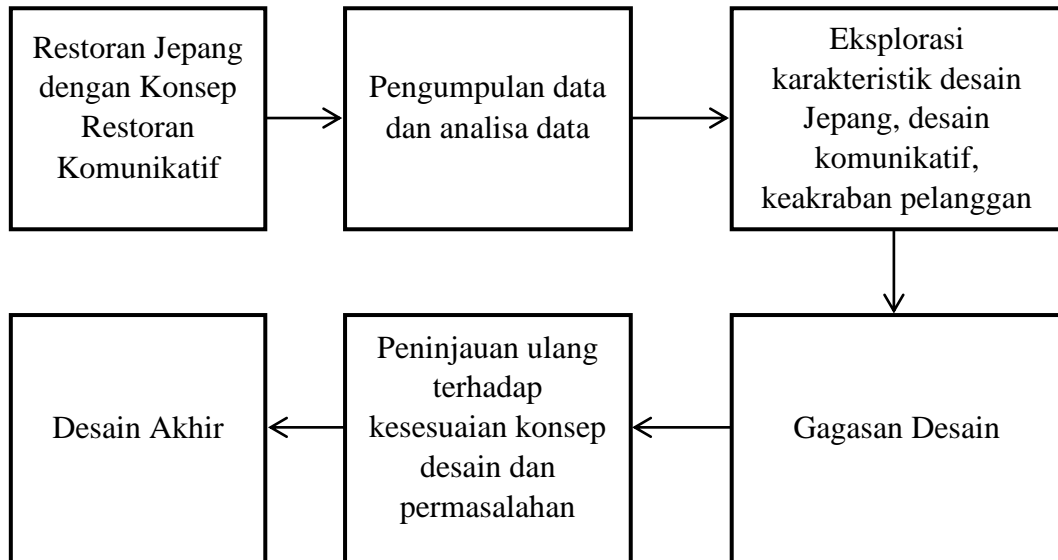 Restoran Jepang
dengan Konsep
Restoran
Komunikatif
Pengumpulan data
dan analisa data
Eksplorasi
karakteristik desain
Jepang, desain
komunikatif,
keakraban pelanggan
Gagasan Desain
Peninjauan ulang
terhadap
kesesuaian konsep
desain dan
permasalahan
Desain Akhir